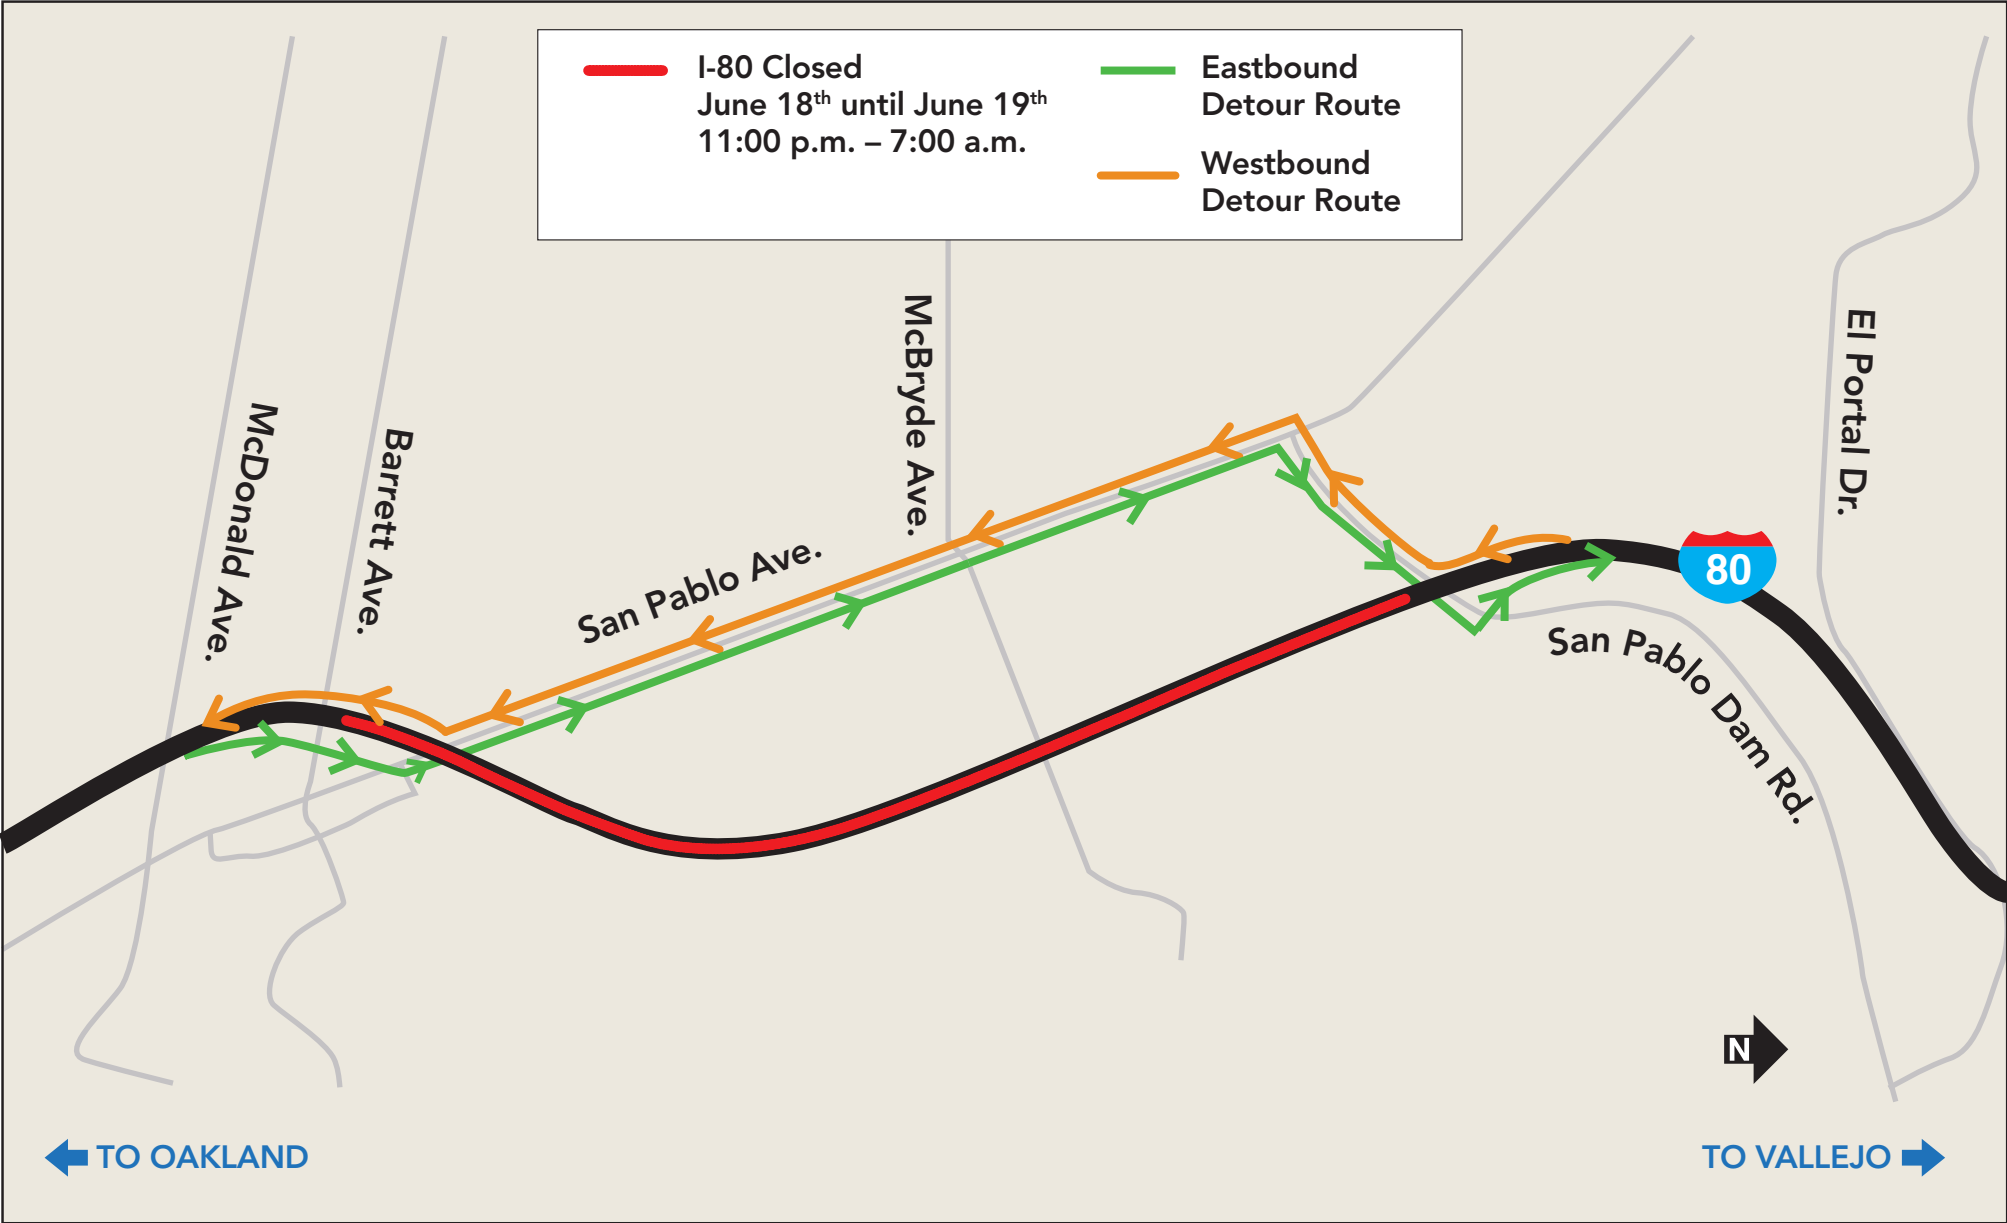 I-80 Closed
June 18th until June 19th
11:00 p.m. – 7:00 a.m.
Eastbound
Detour Route
Westbound
Detour Route
McDonald Ave.
Barrett Ave.
San Pablo Ave.
McBryde Ave.
El Portal Dr.
80
San Pablo Dam Rd.
N
TO OAKLAND
TO VALLEJO